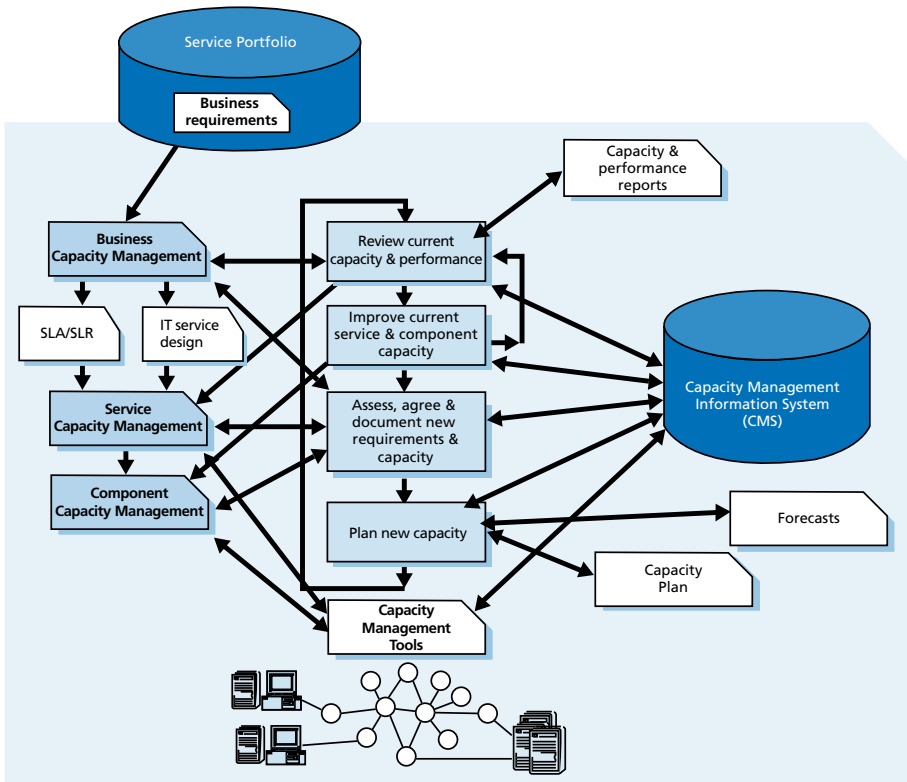 Service Portfolio
Business
requirements
Capacity &
performance
reports
Business
Capacity Management
Review current
capacity & performance
SLA/SLR
IT service
design
Improve current
service & component
capacity
Capacity Management
Information System
(CMS)
Service
Capacity Management
Assess, agree &
document new
requirements &
capacity
Component
Capacity Management
Plan new capacity
Forecasts
Capacity
Plan
Capacity
Management
Tools